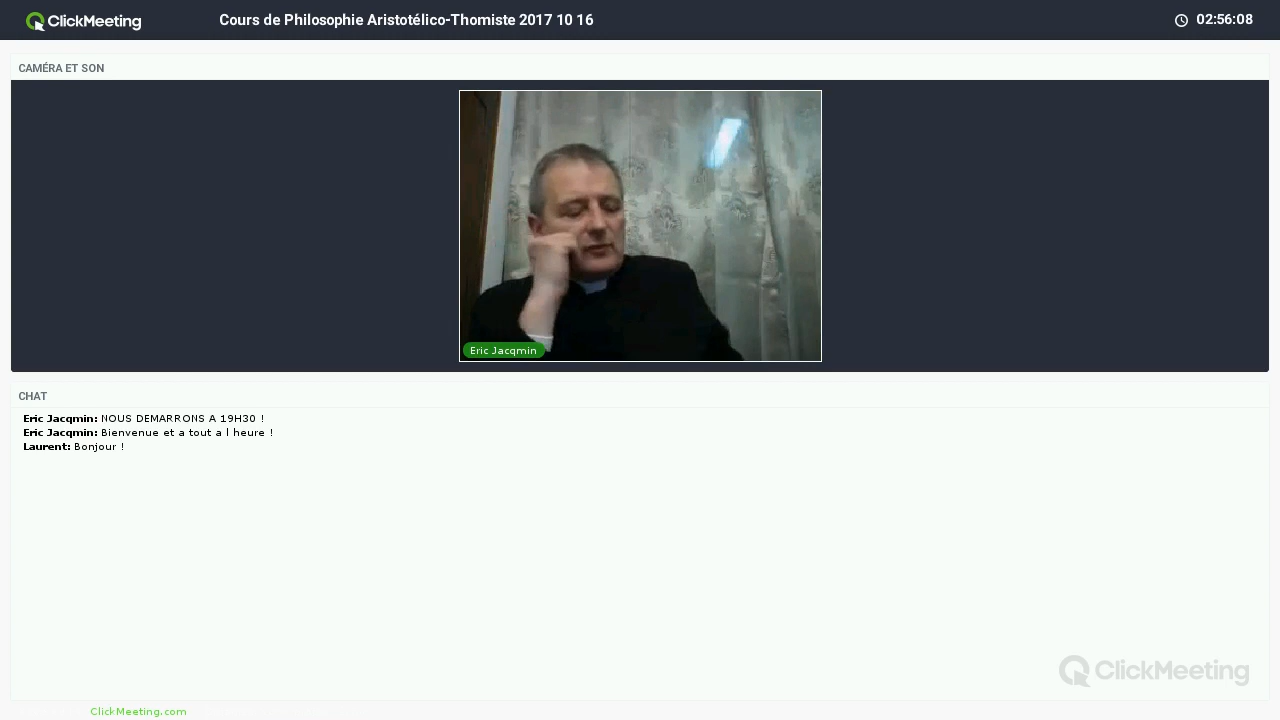 ClickMeeting
Cours de Philosophie Aristotélico-Thomiste 2017 10 16
02:56:08
CAMÉRA ET SON
Eric Jacqmin
CHAT
Eric Jacqmin: NOUS DEMARRONS A 19H30 !
Eric Jacqmin: Bienvenue et a tout a l heure !
Laurent: Bonjour !
ClickMeeting
ClickMeeting.com